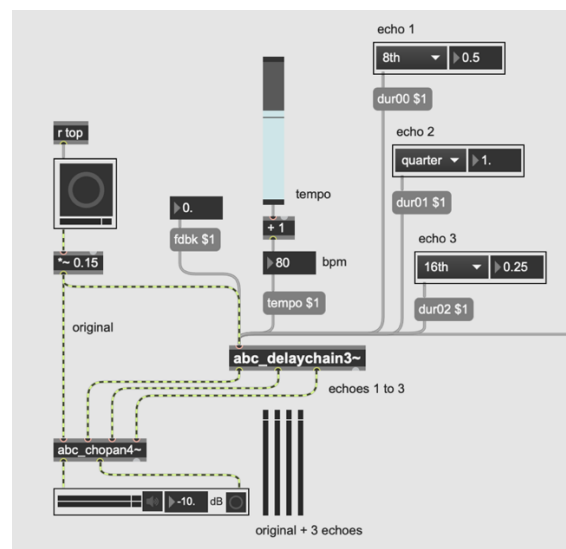 echo 1
8th 0.5
dur00 $1
r top
echo 2
quarter 1.
tempo
0.
dur01 $1
+ 1
fdbk $1
echo 3
*~ 0.15
80 bpm
16th 0.25
tempo $1
dur02 $1
original
abc_delaychain3~
echoes 1 to 3
abc_chopan4~
-10. dB
original + 3 echoes